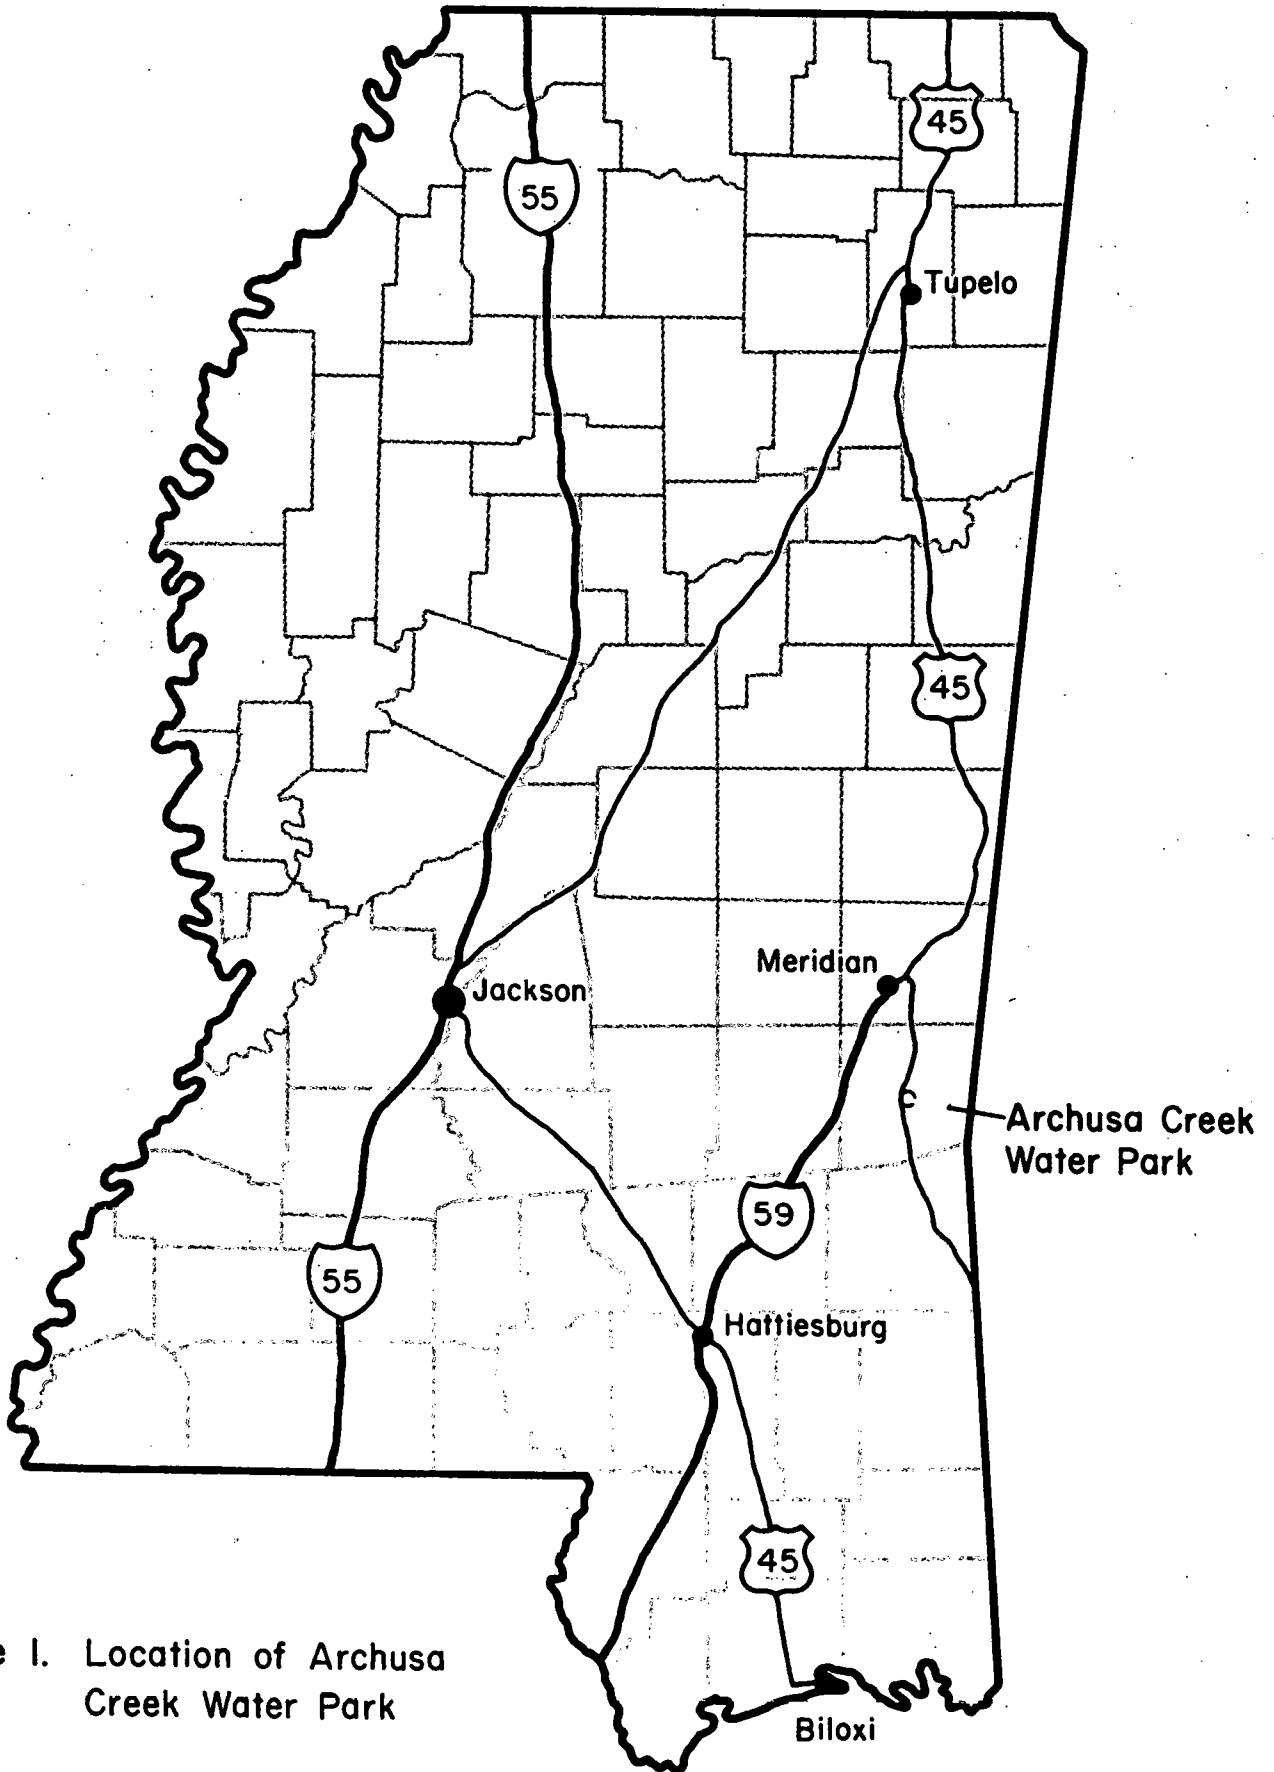 45
55
Tupelo
45
Meridian
Jackson
C
Archusa Creek
Water Park
59
55
Hattiesburg
45
e 1. Location of Archusa
Creek Water Park
Biloxi